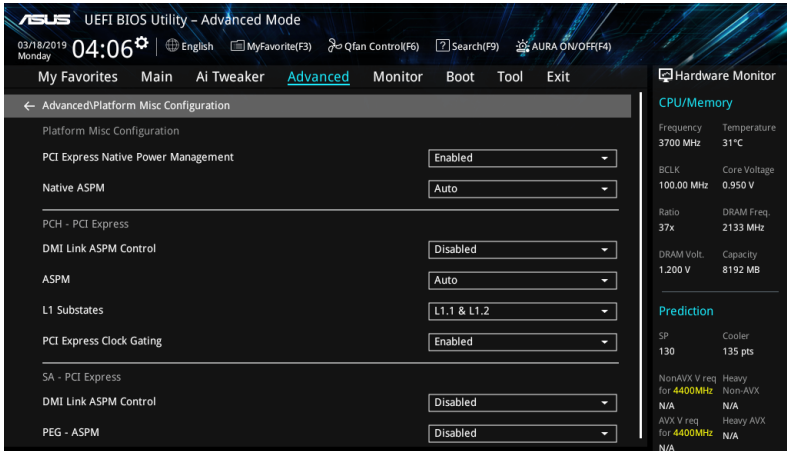 ASUS UEFI BIOS Utility – Advanced Mode
03/18/2019 Monday 04:06 English MyFavorite(F3) Qfan Control(F6) ? Search(F9) AURA ON/OFF(F4)
My Favorites Main Ai Tweaker Advanced Monitor Boot Tool Exit
← Advanced\Platform Misc Configuration
Platform Misc Configuration
PCI Express Native Power Management Enabled
Native ASPM Auto
PCH - PCI Express
DMI Link ASPM Control Disabled
ASPM Auto
L1 Substates L1.1 & L1.2
PCI Express Clock Gating Enabled
SA - PCI Express
DMI Link ASPM Control Disabled
PEG - ASPM Disabled
Hardware Monitor
CPU/Memory
Frequency Temperature
3700 MHz 31°C
BCLK Core Voltage
100.00 MHz 0.950 V
Ratio DRAM Freq.
37x 2133 MHz
DRAM Volt. Capacity
1.200 V 8192 MB
Prediction
SP Cooler
130 135 pts
NonAVX V req Heavy
for 4400MHz Non-AVX
N/A N/A
AVX V req Heavy AVX
for 4400MHz N/A
N/A